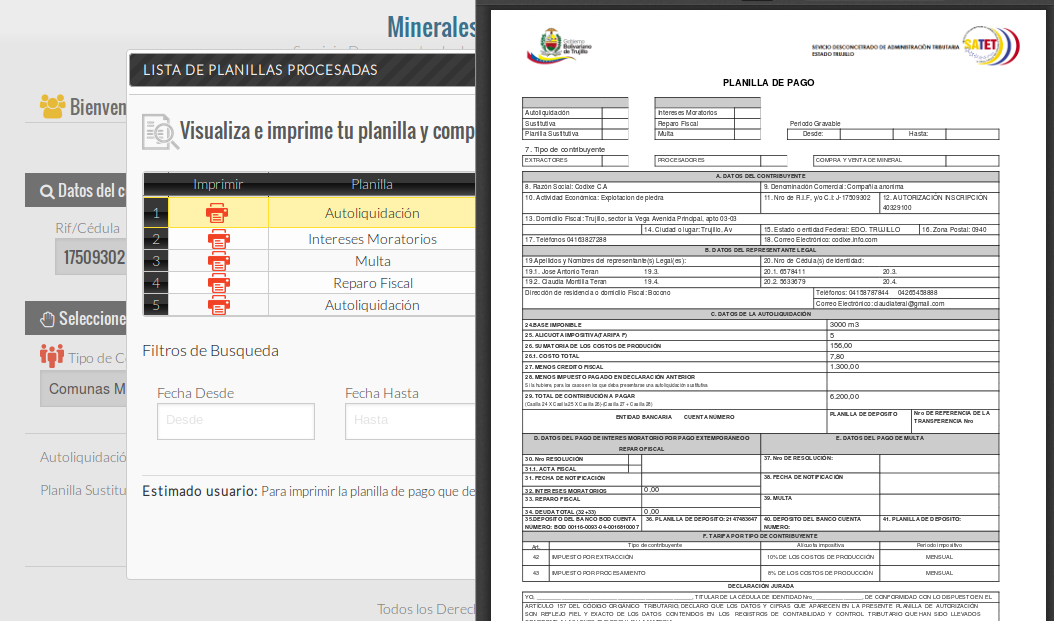 Minerales
LISTA DE PLANILLAS PROCESADAS
Bienven
Visualiza e imprime tu planilla y comp
Imprimir Planilla
1 Autoliquidación
2 Intereses Moratorios
3 Multa
4 Reparo Fiscal
5 Autoliquidación
Datos del c
Rif/Cédula
17509302
Seleccione
Tipo de C
Comunas M
Autoliquidació
Planilla Sustitu
Filtros de Busqueda
Fecha Desde Fecha Hasta
Desde Hasta
Estimado usuario: Para imprimir la planilla de pago que de
Todos los Derec
Gobierno
Bolivariano
de Trujillo
SEVICIO DESCONCETRADO DE ADMINISTRACIÓN TRIBUTARIA
ESTADO TRUJILLO
SATET
PLANILLA DE PAGO
Autoliquidación Intereses Moratorios
Sustitutiva Reparo Fiscal Periodo Gravable
Planilla Sustitutiva Multa Desde: Hasta:
7. Tipo de contribuyente
EXTRACTORES PROCESADORES COMPRA Y VENTA DE MINERAL
A. DATOS DEL CONTRIBUYENTE
8. Razón Social: Codixe C.A 9. Denominación Comercial: Compañia anonima
10. Actividad Económica: Explotacion de piedra 11. Nro de R.I.F, y/o C.I: J-17509302 12. AUTORIZACIÓN INSCRIPCIÓN
40329100
13. Domicilio Fiscal: Trujillo, sector la Vega Avenida Principal, apto 03-03
14. Ciudad o lugar: Trujillo, Av 15. Estado o entidad Federal: EDO. TRUJILLO 16. Zona Postal: 0940
17. Teléfonos 04163827288 18. Correo Electrónico: codixe.info.com
B. DATOS DEL REPRESENTANTE LEGAL
19.Apellidos y Nombres del representante(s) Legal(es): 20. Nro de Cédula(s) de identidad:
19.1. Jose Antonio Teran 19.3. 20.1. 6578411 20.3.
19.2. Claudia Montilla Teran 19.4. 20.2. 5633679 20.4.
Dirección de residencia o domicilio Fiscal: Bocono Teléfonos: 04158787844 04265458888
Correo Electrónico: claudiateral@gmail.com
C. DATOS DE LA AUTOLIQUIDACIÓN
24.BASE IMPONIBLE 3000 m3
25. ALICUOTA IMPOSITIVA(TARIFA F) 5
26. SUMATORIA DE LOS COSTOS DE PRODUCIÓN 156,00
26.1. COSTO TOTAL 7,80
27. MENOS CREDITO FISCAL 1.300,00
28. MENOS IMPUESTO PAGADO EN DECLARACIÓN ANTERIOR
Si la hubiere, para los casos en los que deba presentarse una autoliquidación sustitutiva.
29. TOTAL DE CONTRIBUCIÓN A PAGAR 6.200,00
(Casilla 24 X Casilla 25 X Casilla 26)-(Casilla 27 + Casilla 28)
ENTIDAD BANCARIA CUENTA NÚMERO PLANILLA DE DEPOSITO Nro DE REFERENCIA DE LA
TRANSFERENCIA Nro
D. DATOS DEL PAGO DE INTERES MORATORIO POR PAGO EXTEMPORÁNEO O E. DATOS DEL PAGO DE MULTA
REPARO FISCAL
30. Nro RESOLUCIÓN 37. Nro DE RESOLUCIÓN:
31.1. ACTA FISCAL
31. FECHA DE NOTIFICACIÓN 38. FECHA DE NOTIFICACIÓN
32. INTERESES MORATORIOS 0,00
33. REPARO FISCAL 39. MULTA
34. DEUDA TOTAL (32+33) 0,00
35.DEPOSITO DEL BANCO BOD CUENTA 36. PLANILLA DE DEPOSITO: 2147483647 40. DEPOSITO DEL BANCO CUENTA 41. PLANILLA DE DEPOSITO:
NUMERO: BOD 00116-0093-04-0016810007 NUMERO:
F. TARIFA POR TIPO DE CONTRIBUYENTE
Art. Tipo de contribuyente Alicuota impositiva Periodo impositivo
42 IMPUESTO POR EXTRACCIÓN 10% DE LOS COSTOS DE PRODUCCIÓN MENSUAL
43 IMPUESTO POR PROCESAMIENTO 8% DE LOS COSTOS DE PRODUCCIÓN MENSUAL
DECLARACIÓN JURADA
YO, , TITULAR DE LA CÉDULA DE IDENTIDAD Nro. , DE CONFORMIDAD CON LO DISPUESTO EN EL
ARTÍCULO 157 DEL CÓDIGO ORGÁNICO TRIBUTARIO, DECLARO QUE LOS DATOS Y CIFRAS QUE APARECEN EN LA PRESENTE PLANILLA DE AUTORIZACIÓN
SON REFLEJO FIEL Y EXACTO DE LOS DATOS CONTENIDOS EN LOS REGISTROS DE CONTABILIDAD Y CONTROL TRIBUTARIO QUE HAN SIDO LLEVADOS